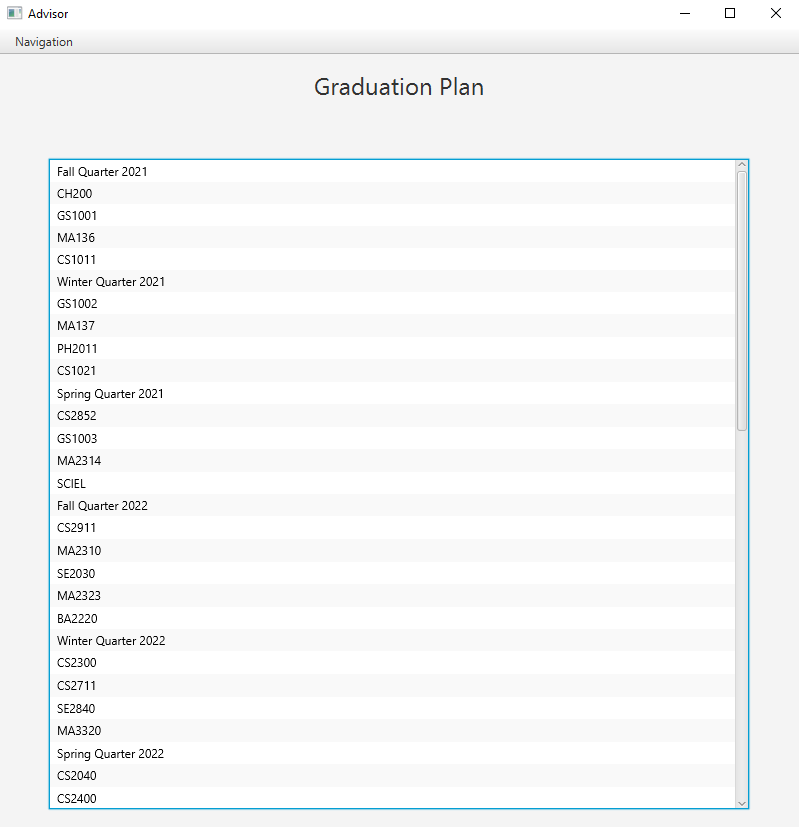 Advisor
Navigation
Graduation Plan
Fall Quarter 2021
CH200
GS1001
MA136
CS1011
Winter Quarter 2021
GS1002
MA137
PH2011
CS1021
Spring Quarter 2021
CS2852
GS1003
MA2314
SCIEL
Fall Quarter 2022
CS2911
MA2310
SE2030
MA2323
BA2220
Winter Quarter 2022
CS2300
CS2711
SE2840
MA3320
Spring Quarter 2022
CS2040
CS2400